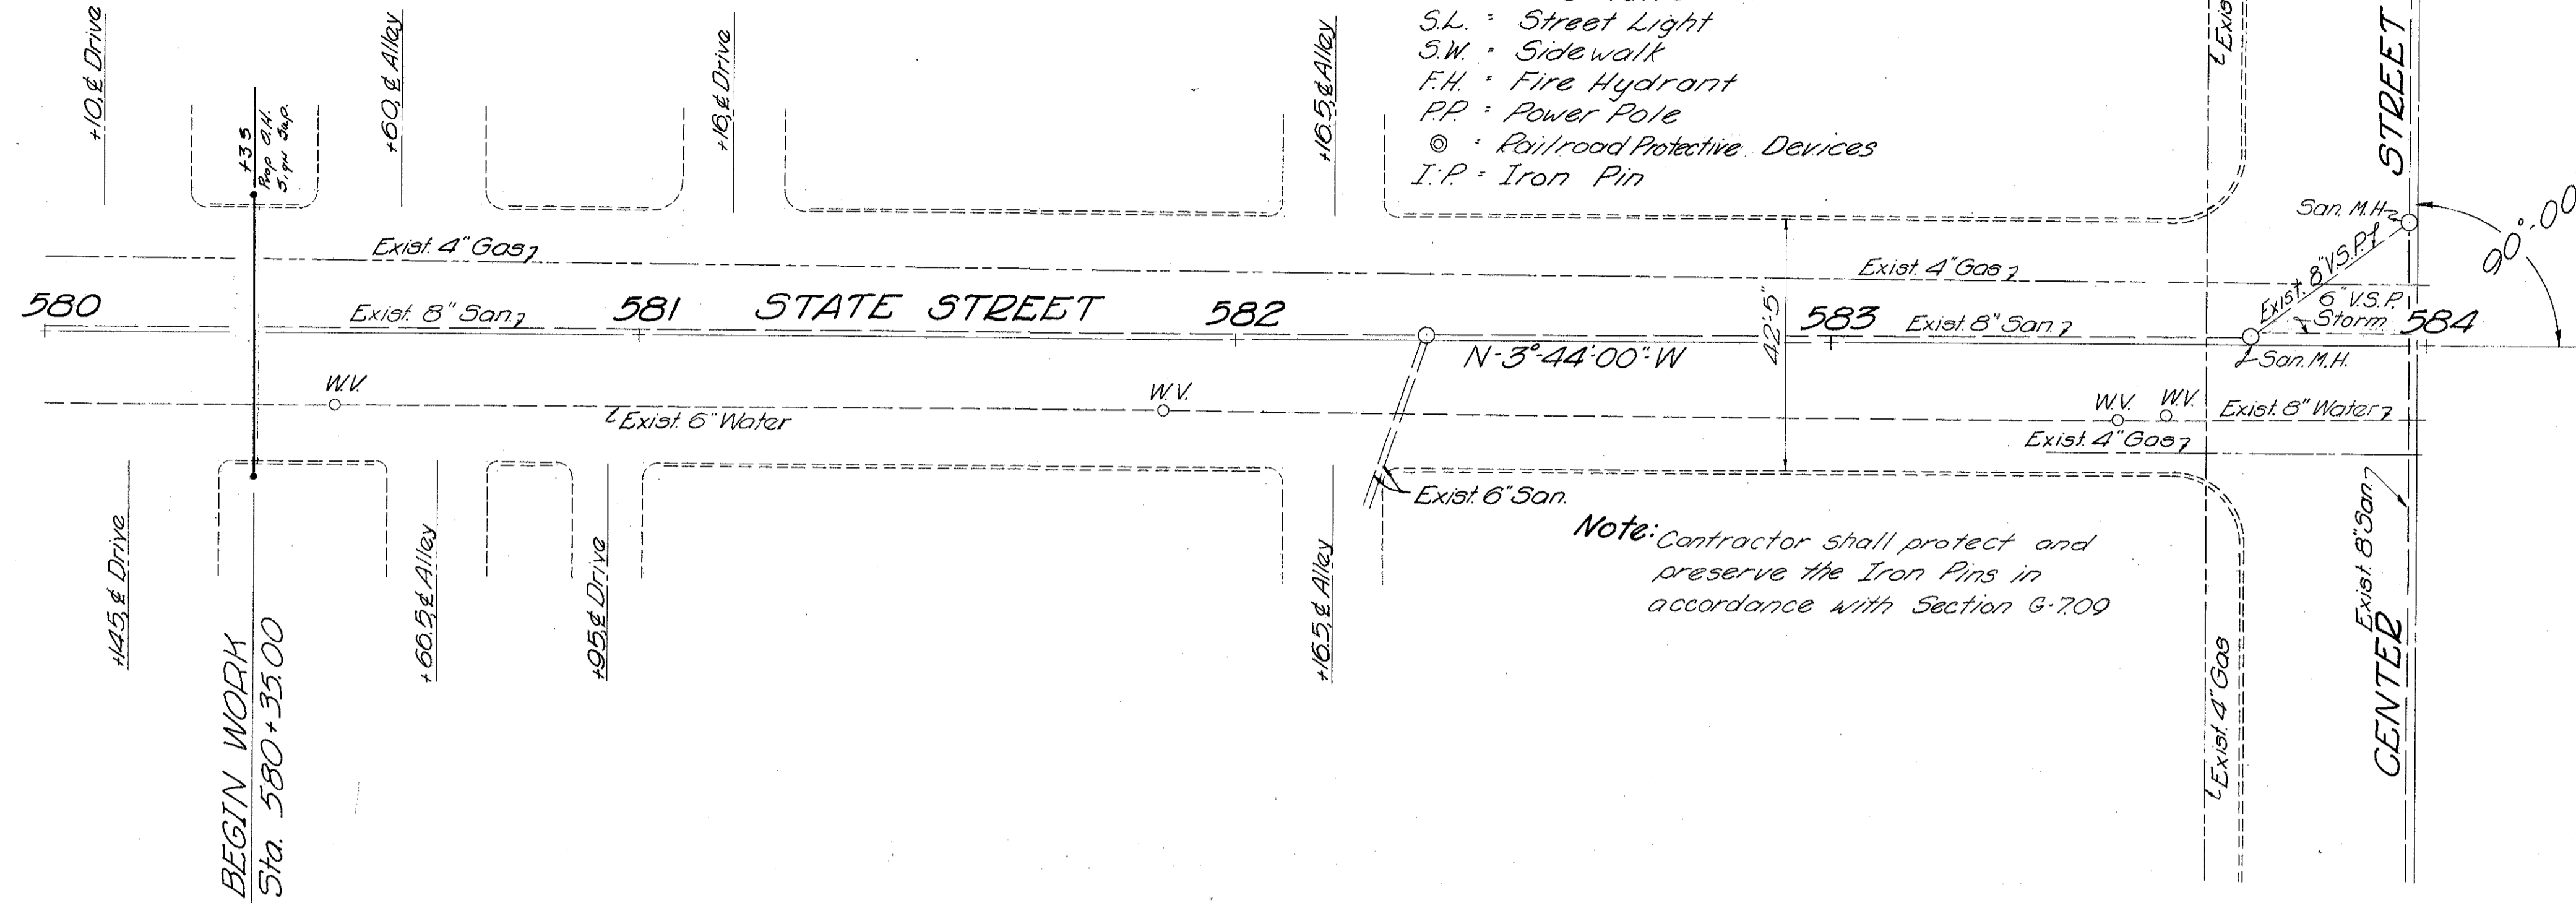 S.L. = Street Light
S.W. = Sidewalk
F.H. = Fire Hydrant
P.P. = Power Pole
◎ = Railroad Protective Devices
I.P. = Iron Pin
+10, ℄ Drive
+35
Prop O.H.
Sign Sup.
+60, ℄ Alley
+16, ℄ Drive
+16.5, ℄ Alley
STREET
San. M.H.
Exist. 4" Gas
Exist. 4" Gas
Exist. 8" V.S.P.
90°-00
6" V.S.P.
Storm
580
Exist. 8" San.
581
STATE STREET
582
42'-5"
583
Exist. 8" San.
584
N-3°-44'-00"-W
San. M.H.
W.V.
W.V.
W.V.
W.V.
Exist. 6" Water
Exist. 8" Water
Exist. 4" Gas
Exist. 6" San.
Exist. 8" San.
Note: Contractor shall protect and
preserve the Iron Pins in
accordance with Section G-7.09
+14.5, ℄ Drive
+66.5, ℄ Alley
+95, ℄ Drive
+16.5, ℄ Alley
BEGIN WORK
Sta. 580+35.00
Exist. 4" Gas
CENTER